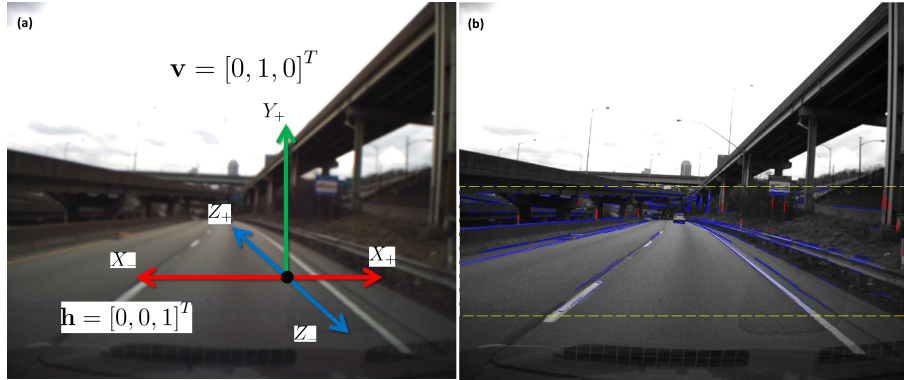 (a)
v = [0, 1, 0]^T
Y₊
Z₊
X₋
X₊
h = [0, 0, 1]^T
Z₋
(b)